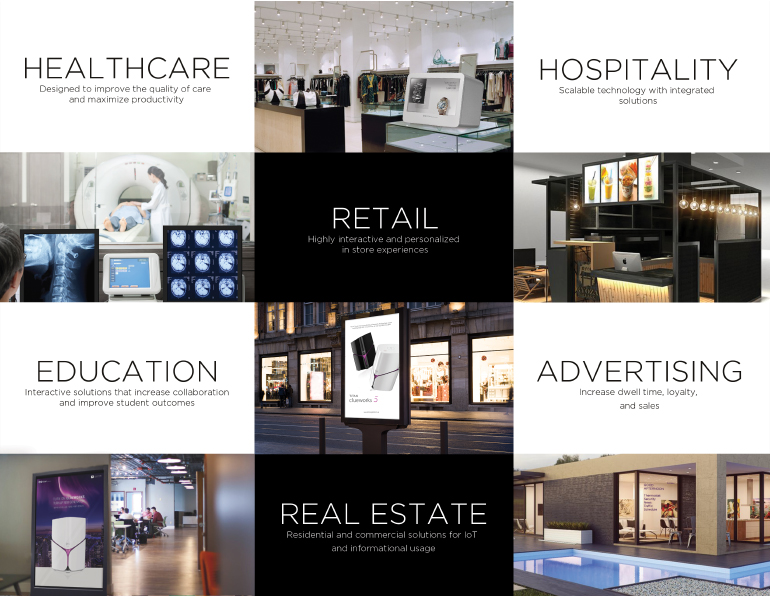 HEALTHCARE
Designed to improve the quality of care
and maximize productivity
HOSPITALITY
Scalable technology with integrated
solutions
RETAIL
Highly interactive and personalized
in store experiences
EDUCATION
Interactive solutions that increase collaboration
and improve student outcomes
ADVERTISING
Increase dwell time, loyalty,
and sales
REAL ESTATE
Residential and commercial solutions for IoT
and informational usage